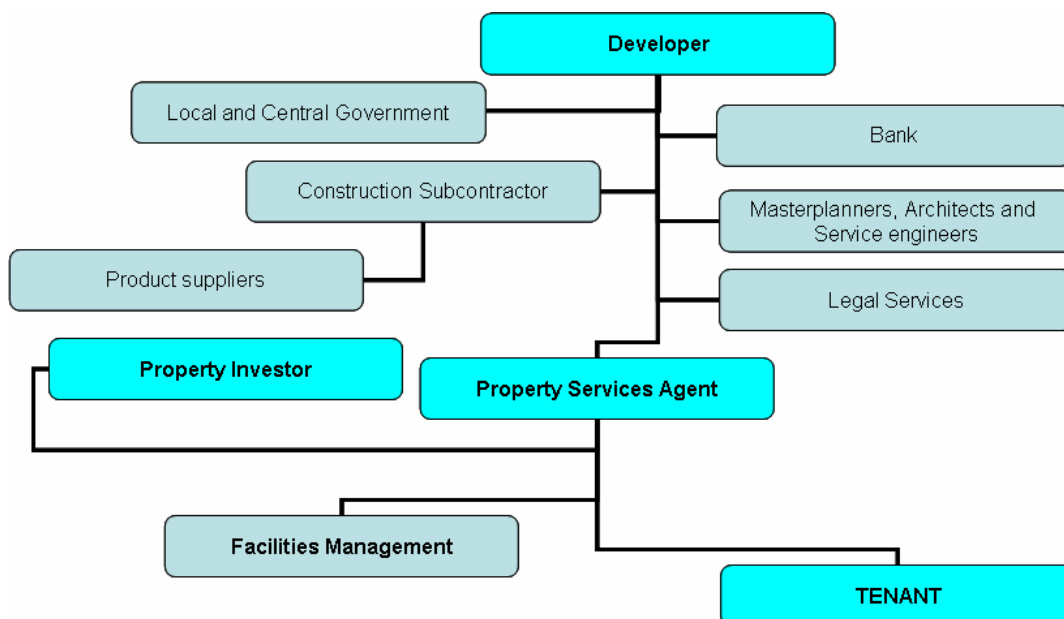 Developer
Local and Central Government
Bank
Construction Subcontractor
Masterplanners, Architects and
Service engineers
Product suppliers
Legal Services
Property Investor
Property Services Agent
Facilities Management
TENANT